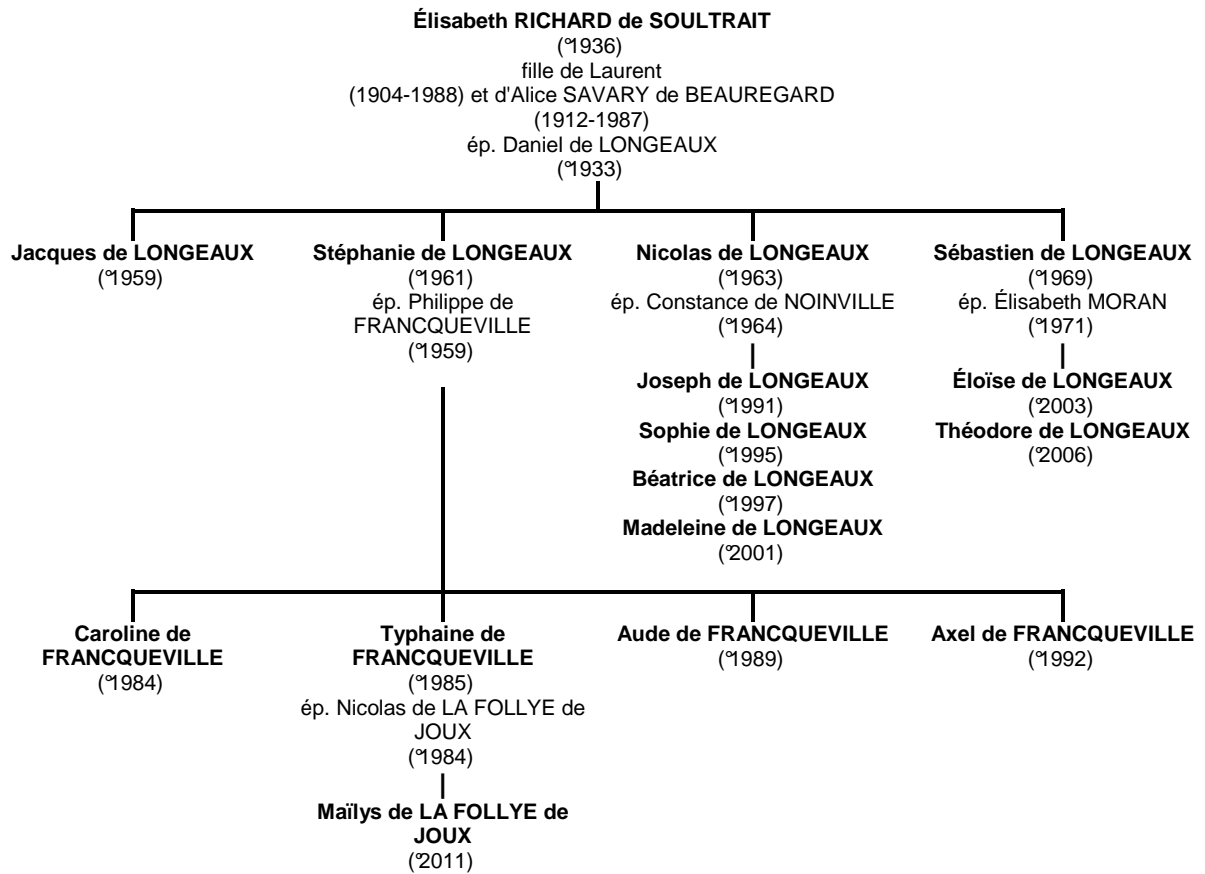 Élisabeth RICHARD de SOULTRAIT
(°1936)
fille de Laurent
(1904-1988) et d'Alice SAVARY de BEAUREGARD
(1912-1987)
ép. Daniel de LONGEAUX
(°1933)
Jacques de LONGEAUX
(°1959)
Stéphanie de LONGEAUX
(°1961)
ép. Philippe de
FRANCQUEVILLE
(°1959)
Nicolas de LONGEAUX
(°1963)
ép. Constance de NOINVILLE
(°1964)
Joseph de LONGEAUX
(°1991)
Sophie de LONGEAUX
(°1995)
Béatrice de LONGEAUX
(°1997)
Madeleine de LONGEAUX
(°2001)
Sébastien de LONGEAUX
(°1969)
ép. Élisabeth MORAN
(°1971)
Éloïse de LONGEAUX
(°2003)
Théodore de LONGEAUX
(°2006)
Caroline de
FRANCQUEVILLE
(°1984)
Typhaine de
FRANCQUEVILLE
(°1985)
ép. Nicolas de LA FOLLYE de
JOUX
(°1984)
Maïlys de LA FOLLYE de
JOUX
(°2011)
Aude de FRANCQUEVILLE
(°1989)
Axel de FRANCQUEVILLE
(°1992)